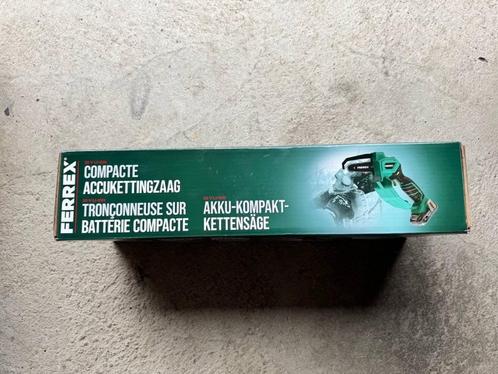 FERREX
COMPACTE
ACCUKETTINGZAAG
TRONÇONNEUSE SUR
BATTERIE COMPACTE
AKKU-KOMPAKT-
KETTENSÄGE